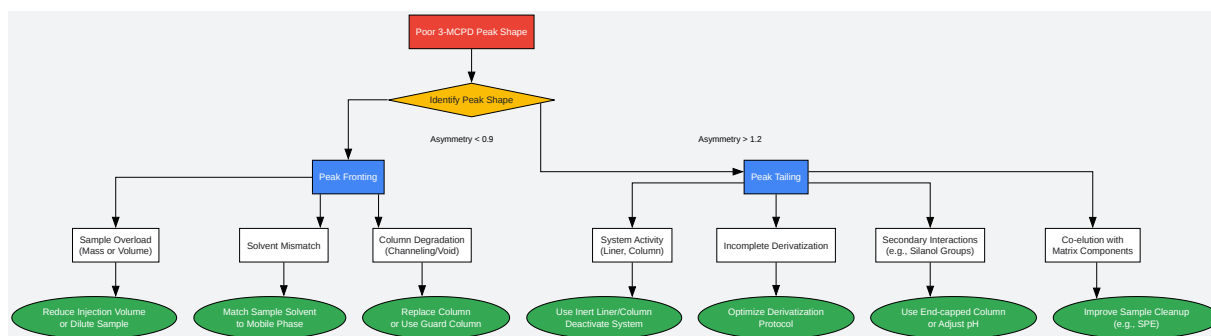 Poor 3-MCPD Peak Shape
Identify Peak Shape
Asymmetry < 0.9
Asymmetry > 1.2
Peak Fronting
Peak Tailing
Sample Overload
(Mass or Volume)
Solvent Mismatch
Column Degradation
(Channeling/Void)
System Activity
(Liner, Column)
Incomplete Derivatization
Secondary Interactions
(e.g., Silanol Groups)
Co-elution with
Matrix Components
Reduce Injection Volume
or Dilute Sample
Match Sample Solvent
to Mobile Phase
Replace Column
or Use Guard Column
Use Inert Liner/Column
Deactivate System
Optimize Derivatization
Protocol
Use End-capped Column
or Adjust pH
Improve Sample Cleanup
(e.g., SPE)